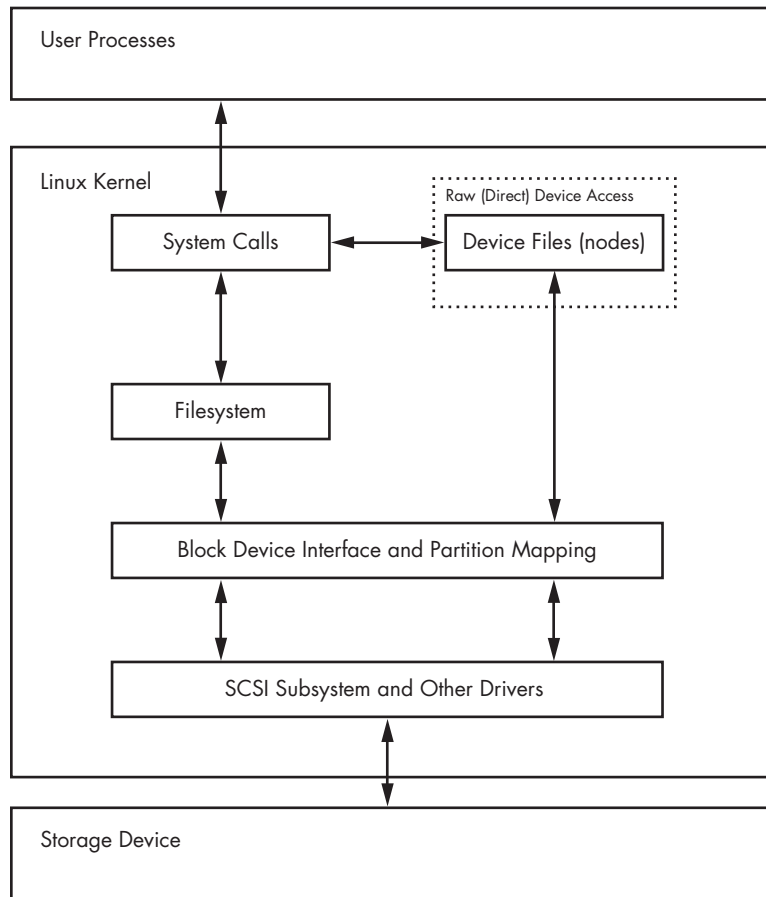 User Processes
Linux Kernel
Raw (Direct) Device Access
System Calls
Device Files (nodes)
Filesystem
Block Device Interface and Partition Mapping
SCSI Subsystem and Other Drivers
Storage Device